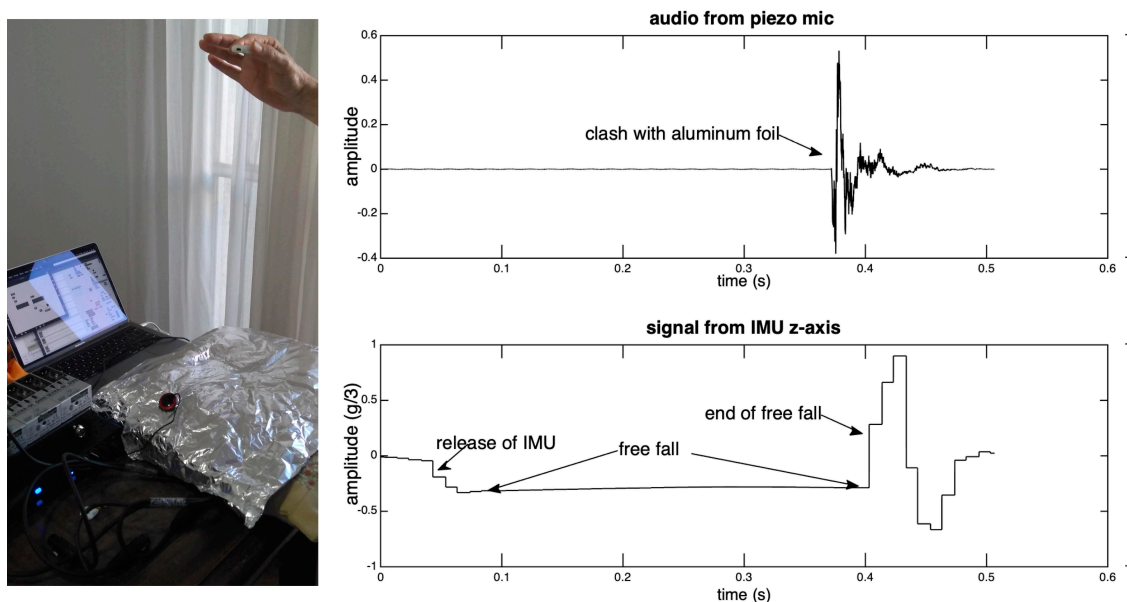 audio from piezo mic
0.6
0.4
0.2
0
-0.2
-0.4
amplitude
clash with aluminum foil
0
0.1
0.2
0.3
0.4
0.5
0.6
time (s)
signal from IMU z-axis
1
0.5
0
-0.5
-1
amplitude (g/3)
release of IMU
free fall
end of free fall
0
0.1
0.2
0.3
0.4
0.5
0.6
time (s)